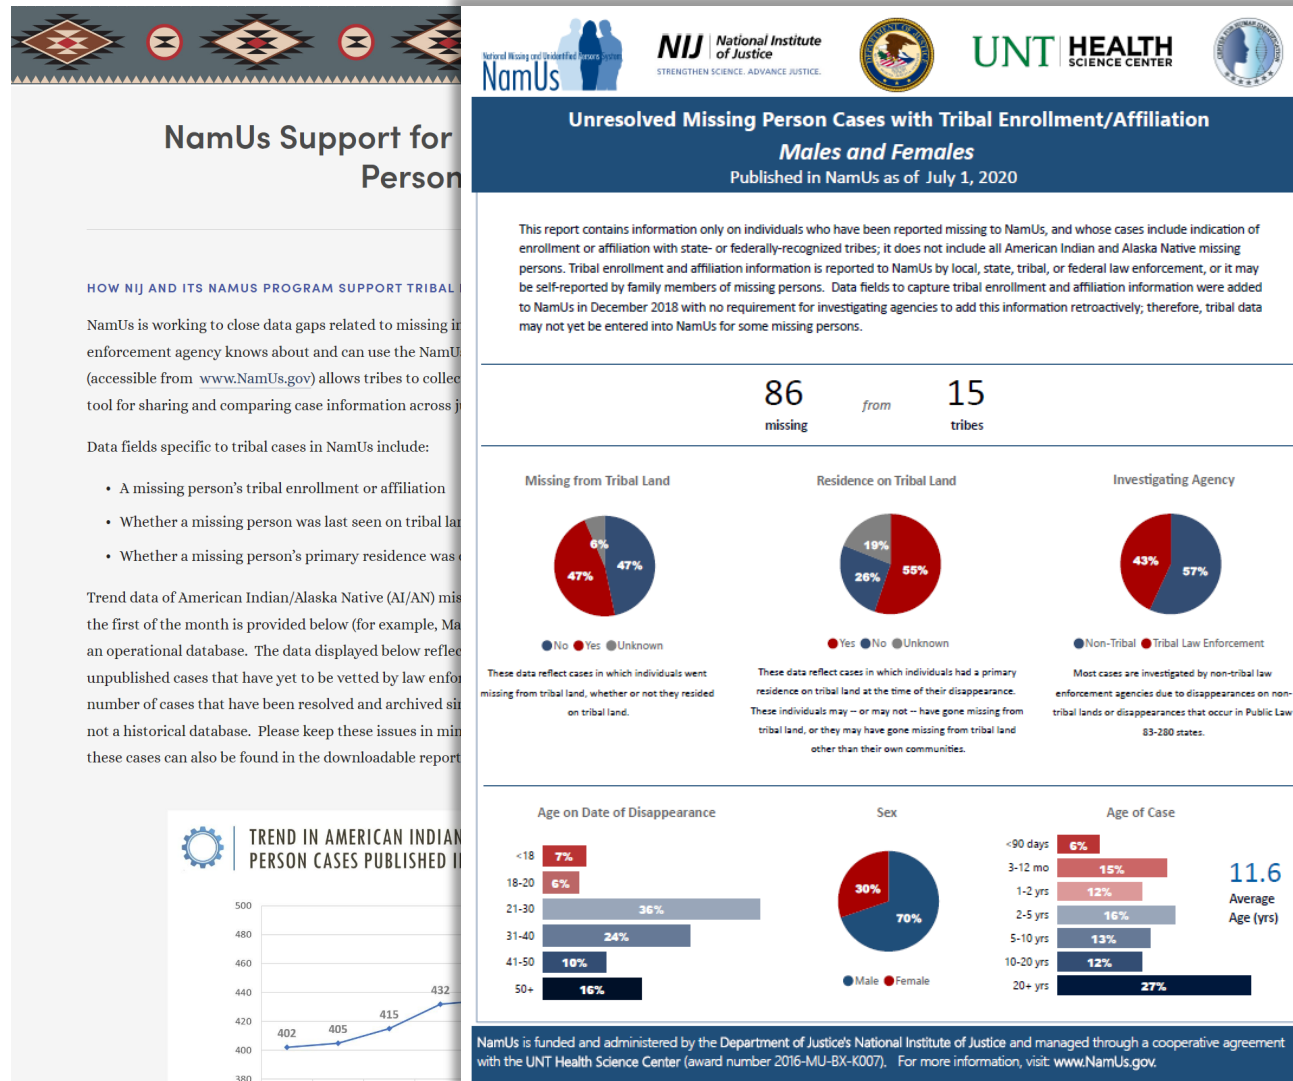 NamUs Support for
Person
HOW NIJ AND ITS NAMUS PROGRAM SUPPORT TRIBAL
NamUs is working to close data gaps related to missing in
enforcement agency knows about and can use the NamU
(accessible from www.NamUs.gov) allows tribes to collec
tool for sharing and comparing case information across j
Data fields specific to tribal cases in NamUs include:
• A missing person's tribal enrollment or affiliation
• Whether a missing person was last seen on tribal lan
• Whether a missing person's primary residence was
Trend data of American Indian/Alaska Native (AI/AN) mis
the first of the month is provided below (for example, Ma
an operational database. The data displayed below reflec
unpublished cases that have yet to be vetted by law enfo
number of cases that have been resolved and archived si
not a historical database. Please keep these issues in min
these cases can also be found in the downloadable report
TREND IN AMERICAN INDIAN
PERSON CASES PUBLISHED I
500
480
460
440
420
400
380
402
405
415
432
National Missing and Unidentified Persons System
NamUs
NIJ National Institute of Justice
STRENGTHEN SCIENCE. ADVANCE JUSTICE.
UNT HEALTH
SCIENCE CENTER
Unresolved Missing Person Cases with Tribal Enrollment/Affiliation
Males and Females
Published in NamUs as of July 1, 2020
This report contains information only on individuals who have been reported missing to NamUs, and whose cases include indication of
enrollment or affiliation with state- or federally-recognized tribes; it does not include all American Indian and Alaska Native missing
persons. Tribal enrollment and affiliation information is reported to NamUs by local, state, tribal, or federal law enforcement, or it may
be self-reported by family members of missing persons. Data fields to capture tribal enrollment and affiliation information were added
to NamUs in December 2018 with no requirement for investigating agencies to add this information retroactively; therefore, tribal data
may not yet be entered into NamUs for some missing persons.
86 from 15
missing tribes
Missing from Tribal Land
6%
47% 47%
No Yes Unknown
These data reflect cases in which individuals went
missing from tribal land, whether or not they resided
on tribal land.
Residence on Tribal Land
19%
26% 55%
Yes No Unknown
These data reflect cases in which individuals had a primary
residence on tribal land at the time of their disappearance.
These individuals may -- or may not -- have gone missing from
tribal land, or they may have gone missing from tribal land
other than their own communities.
Investigating Agency
43% 57%
Non-Tribal Tribal Law Enforcement
Most cases are investigated by non-tribal law
enforcement agencies due to disappearances on non-
tribal lands or disappearances that occur in Public Law
83-280 states.
Age on Date of Disappearance
<18 7%
18-20 6%
21-30 36%
31-40 24%
41-50 10%
50+ 16%
Sex
30%
70%
Male Female
Age of Case
<90 days 6%
3-12 mo 15%
1-2 yrs 12%
2-5 yrs 16%
5-10 yrs 13%
10-20 yrs 12%
20+ yrs 27%
11.6
Average
Age (yrs)
NamUs is funded and administered by the Department of Justice's National Institute of Justice and managed through a cooperative agreement
with the UNT Health Science Center (award number 2016-MU-BX-K007). For more information, visit: www.NamUs.gov.